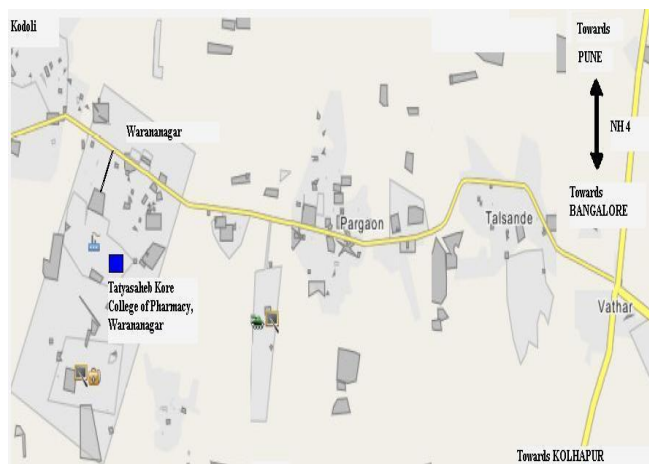 Kodoli
Towards
PUNE
NH 4
Towards
BANGALORE
Warananagar
Pargaon
Talsande
Tatyasaheb Kore
College of Pharmacy,
Warananagar
Vathar
Towards KOLHAPUR